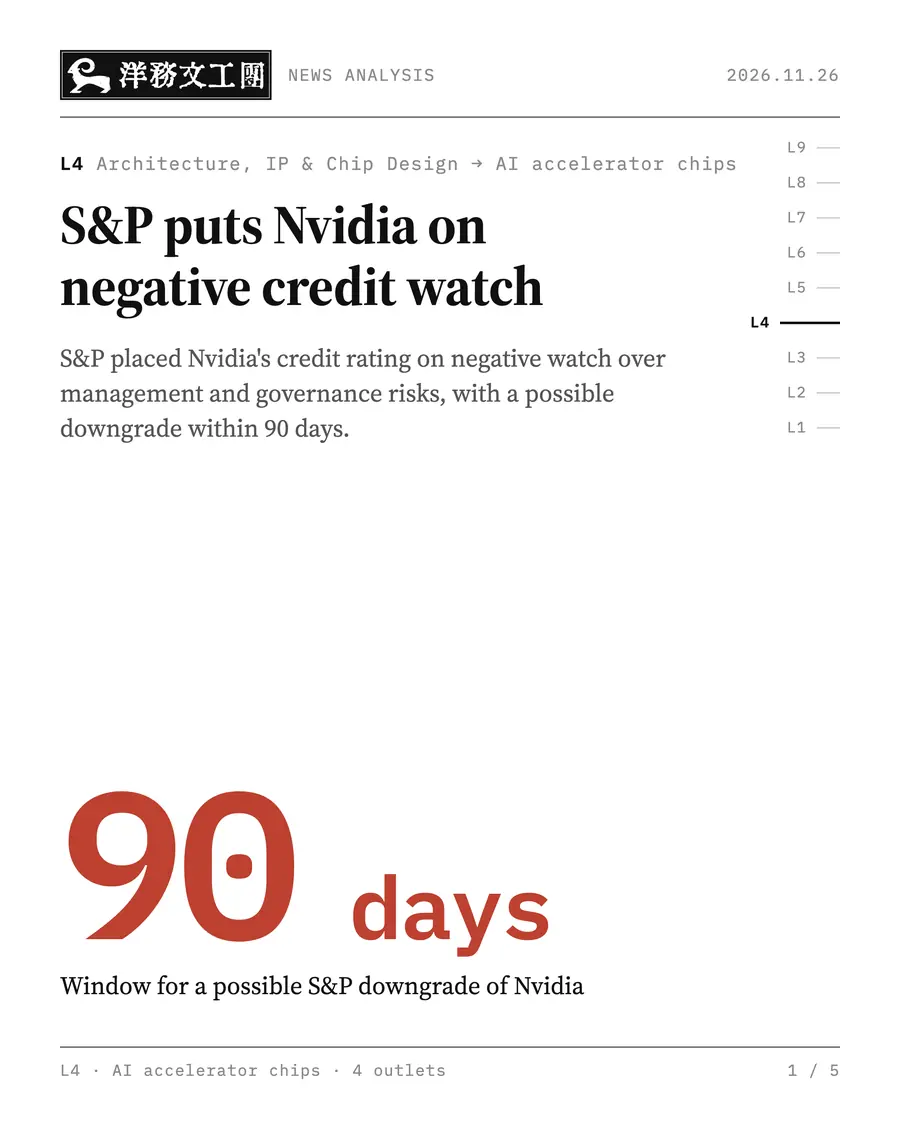 洋務文工團 NEWS ANALYSIS 2026.11.26
L4 Architecture, IP & Chip Design → AI accelerator chips
S&P puts Nvidia on
negative credit watch
S&P placed Nvidia's credit rating on negative watch over
management and governance risks, with a possible
downgrade within 90 days.
L9
L8
L7
L6
L5
L4
L3
L2
L1
90 days
Window for a possible S&P downgrade of Nvidia
L4 · AI accelerator chips · 4 outlets 1 / 5